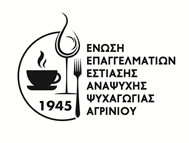 ΕΝΩΣΗ
ΕΠΑΓΓΕΛΜΑΤΙΩΝ
ΕΣΤΙΑΣΗΣ
ΑΝΑΨΥΧΗΣ
ΨΥΧΑΓΩΓΙΑΣ
ΑΓΡΙΝΙΟΥ
1945